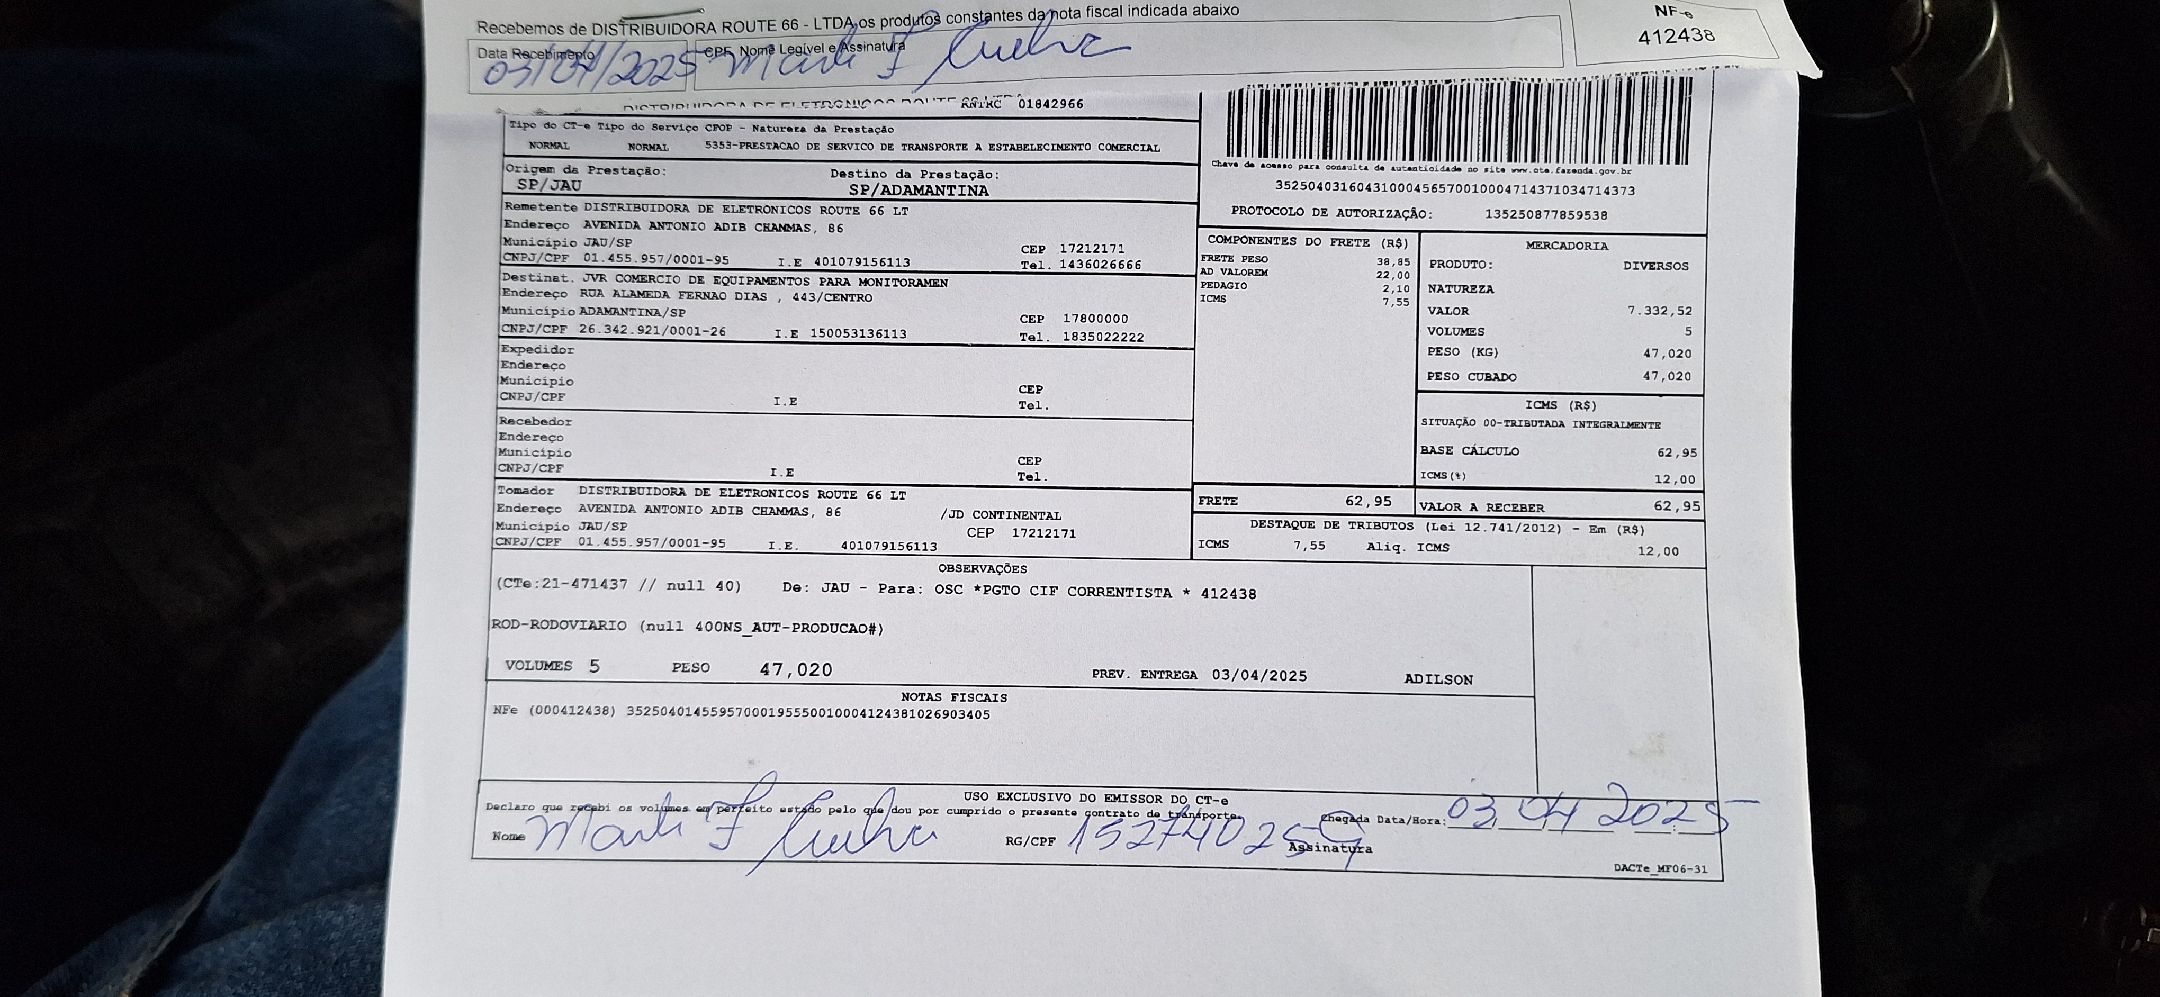 Recebemos de DISTRIBUIDORA ROUTE 66 - LTDA os produtos constantes da nota fiscal indicada abaixo
NF-e
412438
Data Recebimento
CPF Nome Legível e Assinatura
03/04/2025
RNTRC 01842966
Tipo do CT-e Tipo do Serviço CFOP - Natureza da Prestação
NORMAL NORMAL 5353-PRESTACAO DE SERVICO DE TRANSPORTE A ESTABELECIMENTO COMERCIAL
Chave de acesso para consulta de autenticidade no site www.cte.fazenda.gov.br
35250403160431000456570010004714371034714373
PROTOCOLO DE AUTORIZAÇÃO: 135250877859538
Origem da Prestação: Destino da Prestação:
SP/JAU SP/ADAMANTINA
Remetente DISTRIBUIDORA DE ELETRONICOS ROUTE 66 LT
Endereço AVENIDA ANTONIO ADIB CHAMMAS, 86
Município JAU/SP CEP 17212171
CNPJ/CPF 01.455.957/0001-95 I.E 401079156113 Tel. 1436026666
Destinat. JVR COMERCIO DE EQUIPAMENTOS PARA MONITORAMEN
Endereço RUA ALAMEDA FERNAO DIAS , 443/CENTRO
Município ADAMANTINA/SP CEP 17800000
CNPJ/CPF 26.342.921/0001-26 I.E 150053136113 Tel. 1835022222
Expedidor
Endereço
Município CEP
CNPJ/CPF I.E Tel.
Recebedor
Endereço
Município CEP
CNPJ/CPF I.E Tel.
Tomador DISTRIBUIDORA DE ELETRONICOS ROUTE 66 LT
Endereço AVENIDA ANTONIO ADIB CHAMMAS, 86 /JD CONTINENTAL
Município JAU/SP CEP 17212171
CNPJ/CPF 01.455.957/0001-95 I.E. 401079156113
COMPONENTES DO FRETE (R$)
FRETE PESO 38,85
AD VALOREM 22,00
PEDAGIO 2,10
ICMS 7,55
MERCADORIA
PRODUTO: DIVERSOS
NATUREZA
VALOR 7.332,52
VOLUMES 5
PESO (KG) 47,020
PESO CUBADO 47,020
ICMS (R$)
SITUAÇÃO 00-TRIBUTADA INTEGRALMENTE
BASE CÁLCULO 62,95
ICMS(%) 12,00
FRETE 62,95 VALOR A RECEBER 62,95
DESTAQUE DE TRIBUTOS (Lei 12.741/2012) - Em (R$)
ICMS 7,55 Aliq. ICMS 12,00
OBSERVAÇÕES
(CTe:21-471437 // null 40) De: JAU - Para: OSC *PGTO CIF CORRENTISTA * 412438
ROD-RODOVIARIO (null 400NS_AUT-PRODUCAO#)
VOLUMES 5 PESO 47,020 PREV. ENTREGA 03/04/2025 ADILSON
NOTAS FISCAIS
NFe (000412438) 35250401455957000195550010004124381026903405
USO EXCLUSIVO DO EMISSOR DO CT-e
Declaro que recebi os volumes em perfeito estado pelo que dou por cumprido o presente contrato de transporte.
Chegada Data/Hora: 03 04 2025
Nome RG/CPF Assinatura
DACTe_MF06-31